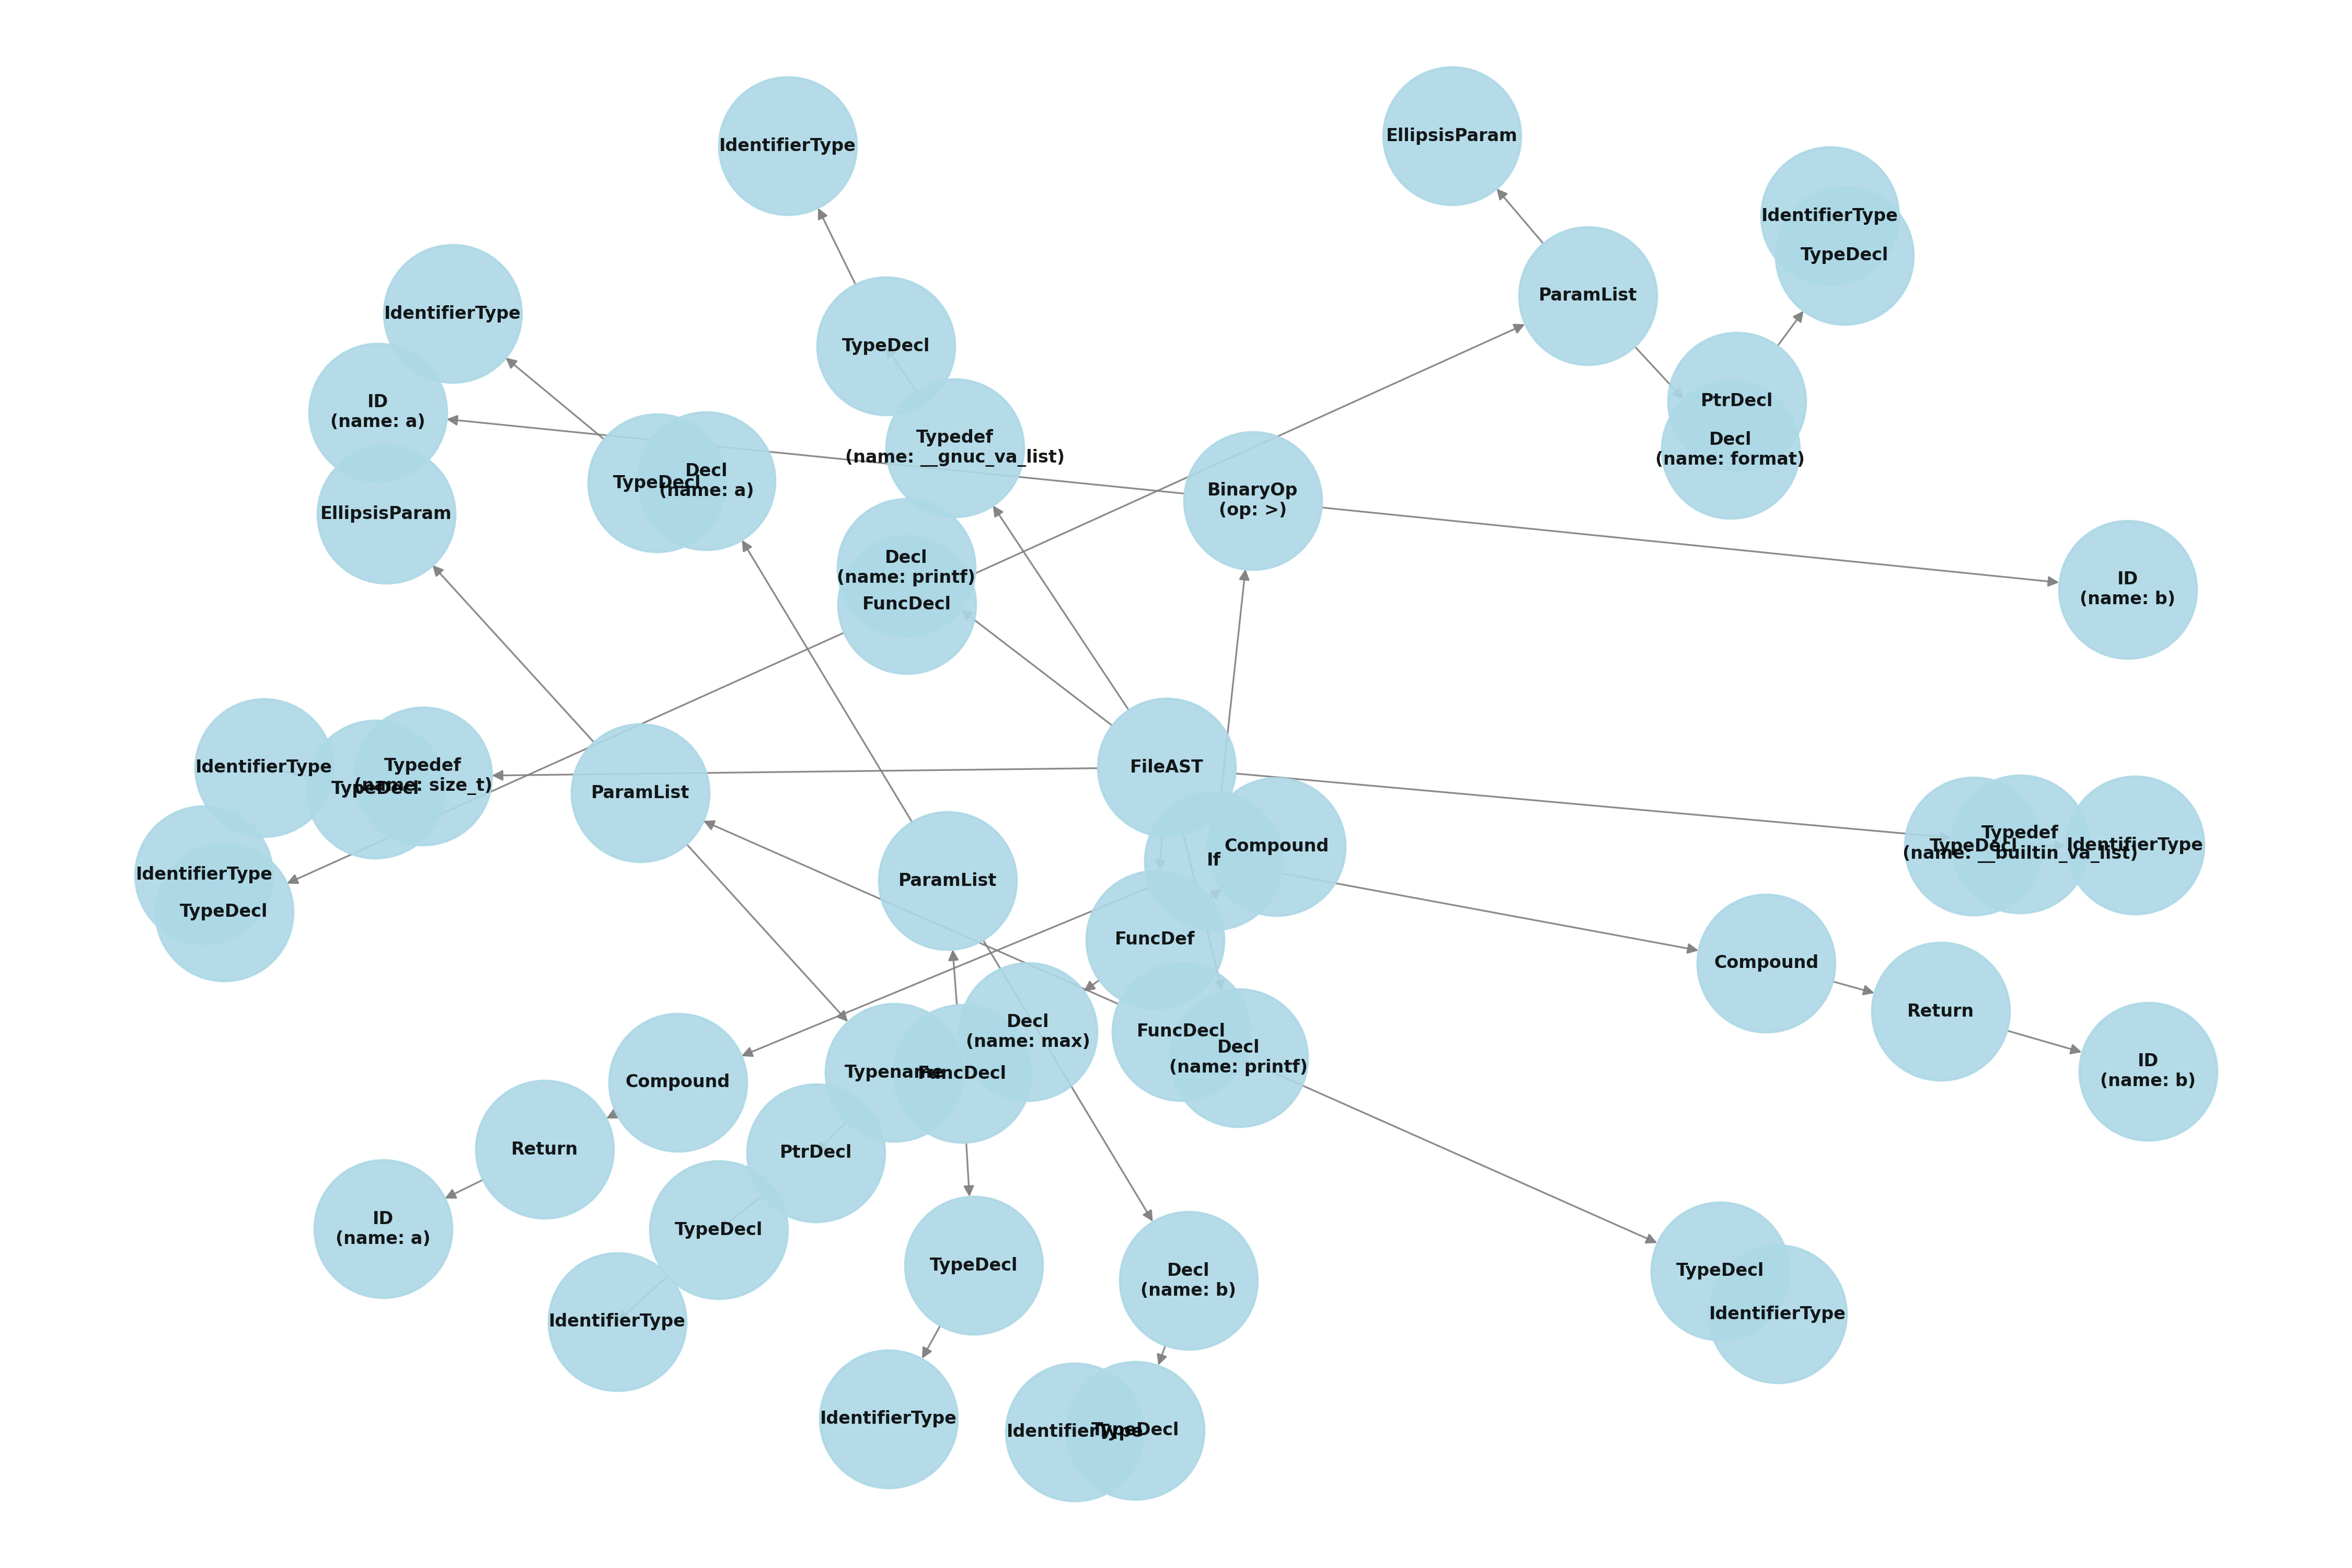 EllipsisParam
IdentifierType
IdentifierType
TypeDecl
ParamList
IdentifierType
TypeDecl
ID
(name: a)
PtrDecl
Typedef
(name: __gnuc_va_list)
Decl
(name: format)
TypeDecl
Decl
(name: a)
BinaryOp
(op: >)
EllipsisParam
Decl
(name: printf)
FuncDecl
ID
(name: b)
IdentifierType
TypeDecl
Typedef
(name: size_t)
ParamList
FileAST
If
Compound
TypeDecl
Typedef
(name: __builtin_va_list)
IdentifierType
IdentifierType
TypeDecl
ParamList
FuncDef
Compound
Return
Decl
(name: max)
FuncDecl
Decl
(name: printf)
ID
(name: b)
Compound
Typename
FuncDecl
Return
PtrDecl
ID
(name: a)
TypeDecl
TypeDecl
Decl
(name: b)
TypeDecl
IdentifierType
IdentifierType
IdentifierType
IdentifierType
TypeDecl